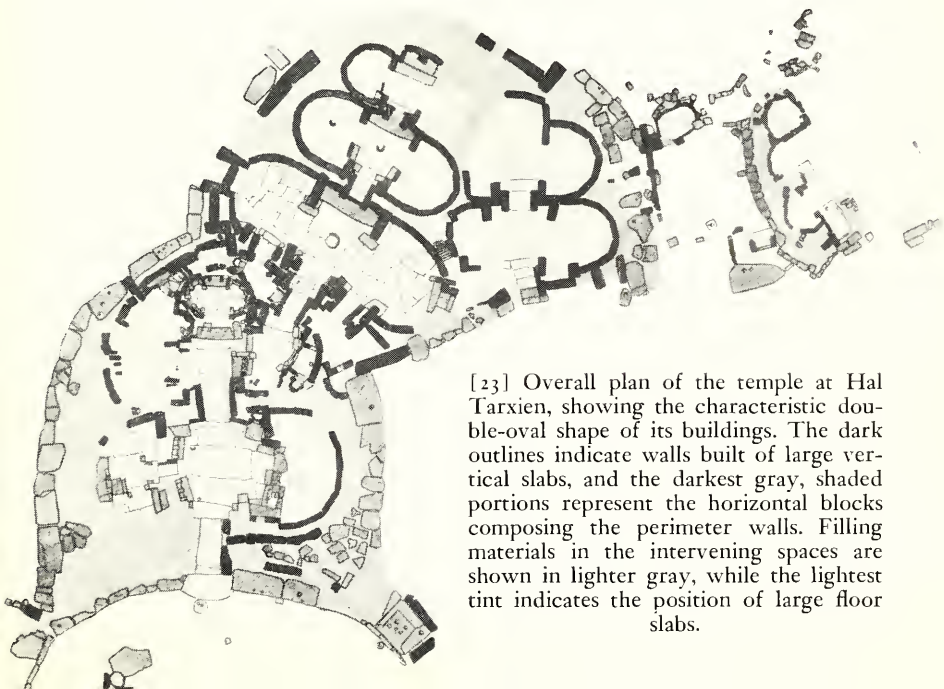 [23] Overall plan of the temple at Hal
Tarxien, showing the characteristic dou-
ble-oval shape of its buildings. The dark
outlines indicate walls built of large ver-
tical slabs, and the darkest gray, shaded
portions represent the horizontal blocks
composing the perimeter walls. Filling
materials in the intervening spaces are
shown in lighter gray, while the lightest
tint indicates the position of large floor
slabs.